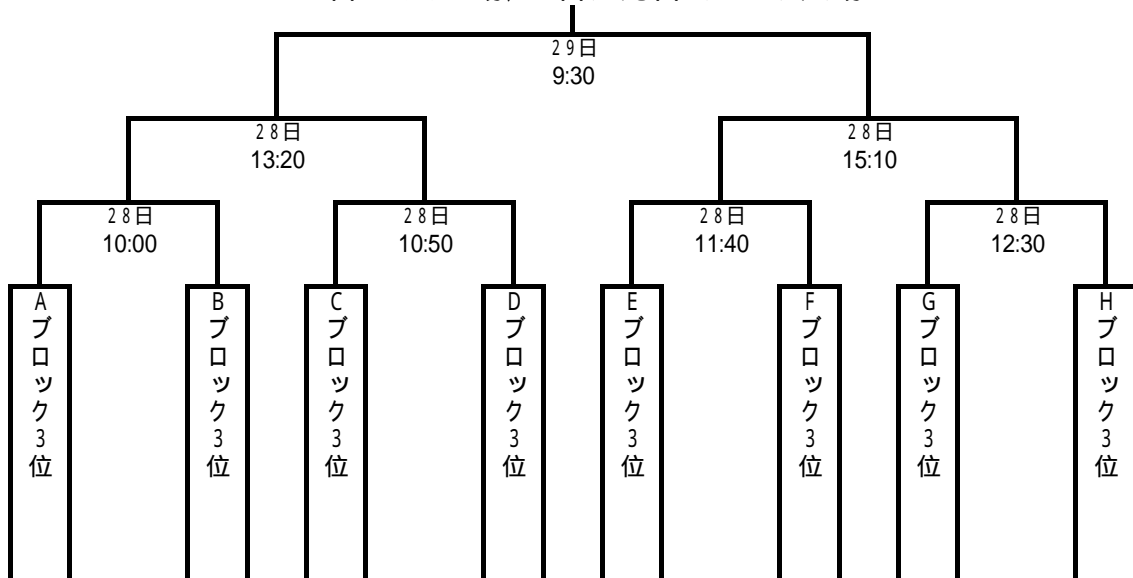 29日
9:30
28日
13:20
28日
15:10
28日
10:00
28日
10:50
28日
11:40
28日
12:30
Aブロック3位
Bブロック3位
Cブロック3位
Dブロック3位
Eブロック3位
Fブロック3位
Gブロック3位
Hブロック3位